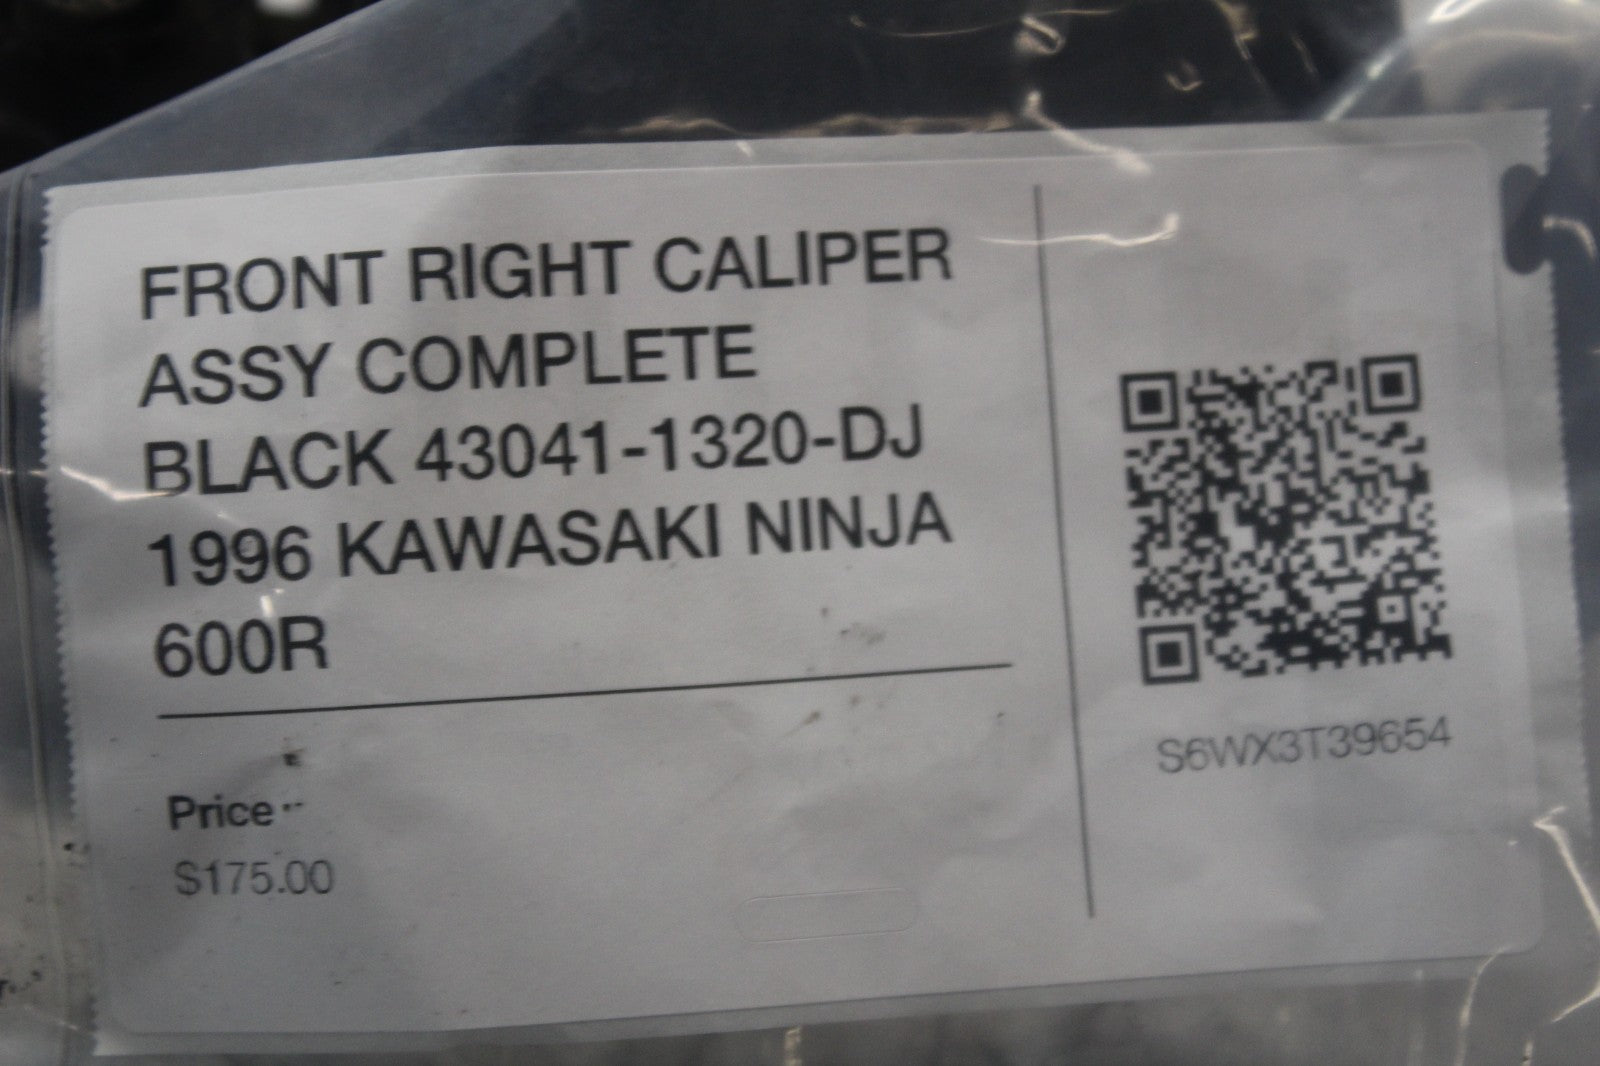 FRONT RIGHT CALIPER
ASSY COMPLETE
BLACK 43041-1320-DJ
1996 KAWASAKI NINJA
600R
Price
$175.00
S6WX3T39654